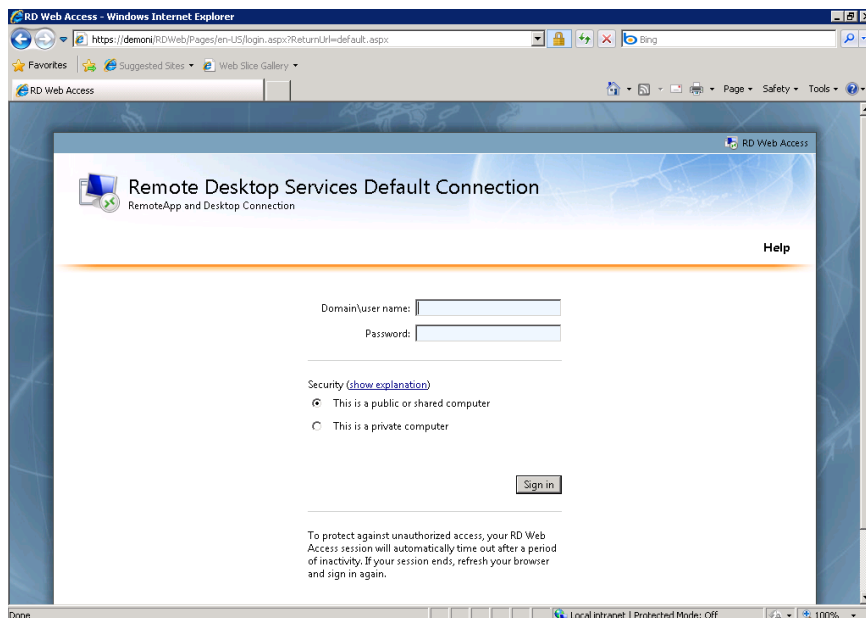 RD Web Access - Windows Internet Explorer
https://demoni/RDWeb/Pages/en-US/login.aspx?ReturnUrl=default.aspx
Bing
Favorites
Suggested Sites
Web Slice Gallery
RD Web Access
Page
Safety
Tools
RD Web Access
Remote Desktop Services Default Connection
RemoteApp and Desktop Connection
Help
Domain\user name:
Password:
Security (show explanation)
This is a public or shared computer
This is a private computer
Sign in
To protect against unauthorized access, your RD Web
Access session will automatically time out after a period
of inactivity. If your session ends, refresh your browser
and sign in again.
Done
Local intranet | Protected Mode: Off
100%